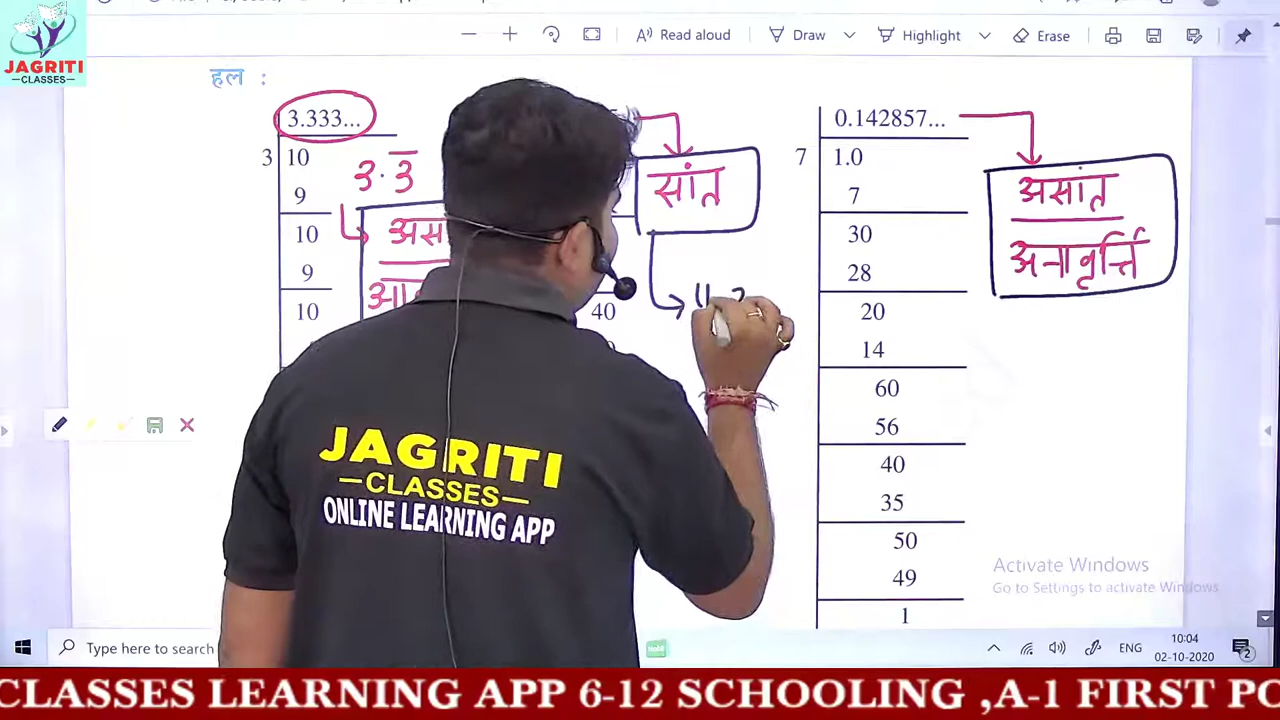 JAGRITI
CLASSES
Read aloud
Draw
Highlight
Erase
हल :
3.333...
3
10
9
10
9
10
3.3̅
सांत
40
0.142857...
7
1.0
7
30
28
20
14
60
56
40
35
50
49
1
असांत
अनावृर्त्ति
JAGRITI
CLASSES
ONLINE LEARNING APP
Activate Windows
Go to Settings to activate Windows
Type here to search
ENG
10:04
02-10-2020
2
CLASSES LEARNING APP 6-12 SCHOOLING ,A-1 FIRST